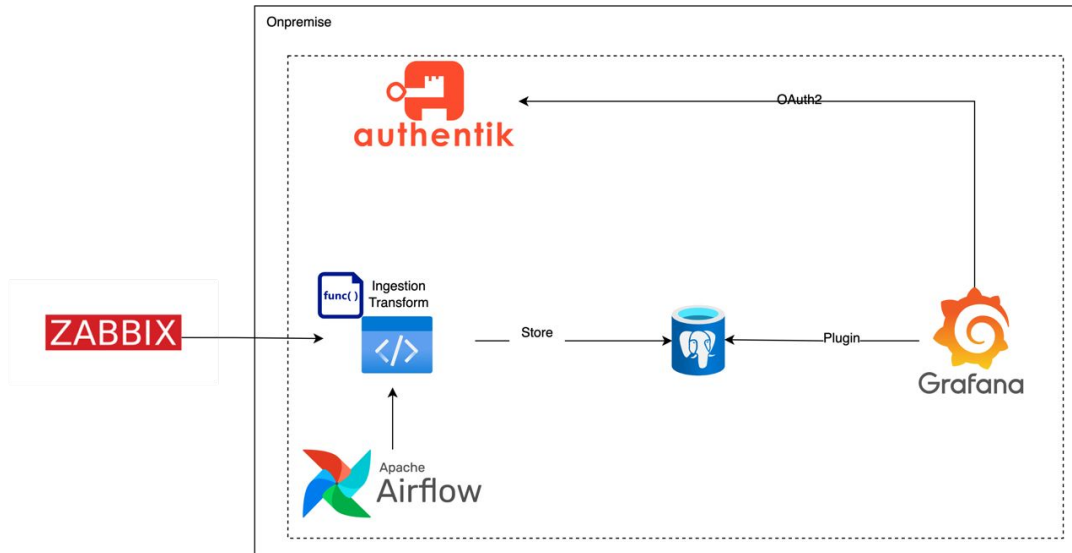 Onpremise
authentik
OAuth2
func( )
Ingestion
Transform
ZABBIX
</>
Store
Plugin
Grafana
Apache
Airflow